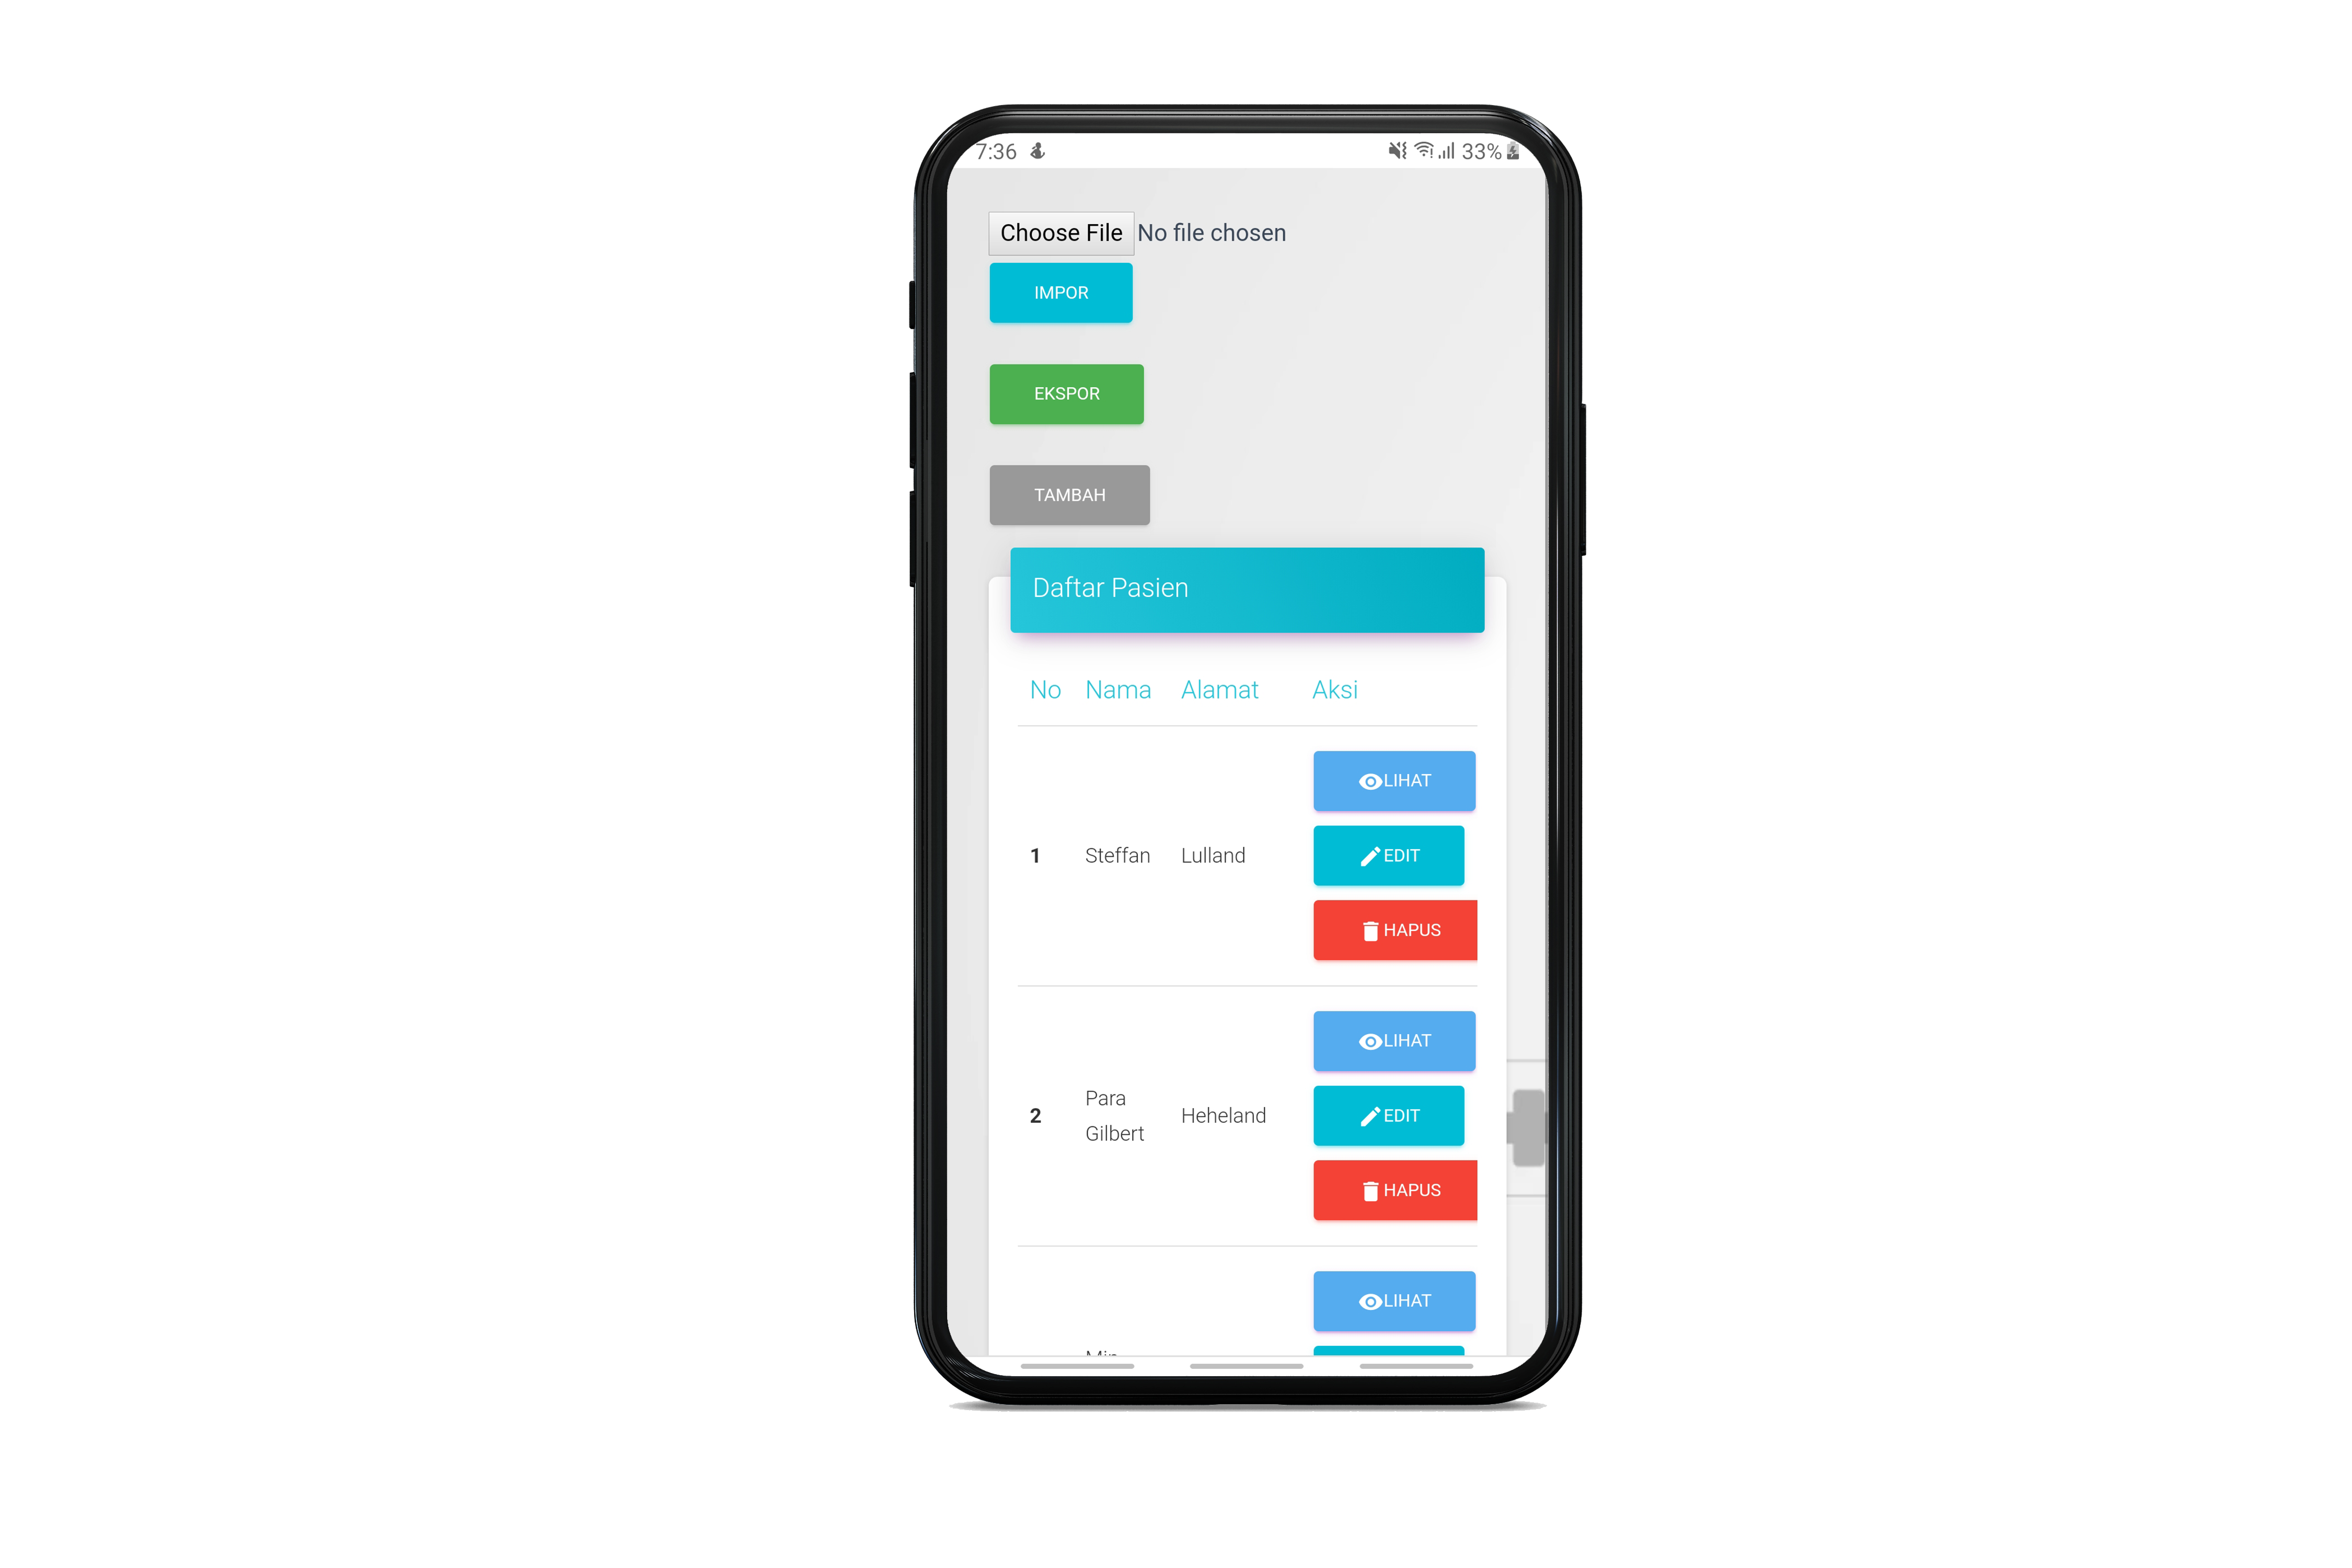 7:36 33%
Choose File No file chosen
IMPOR
EKSPOR
TAMBAH
Daftar Pasien
No Nama Alamat Aksi
LIHAT
1 Steffan Lulland EDIT
HAPUS
LIHAT
Para
2 Heheland EDIT
Gilbert
HAPUS
LIHAT